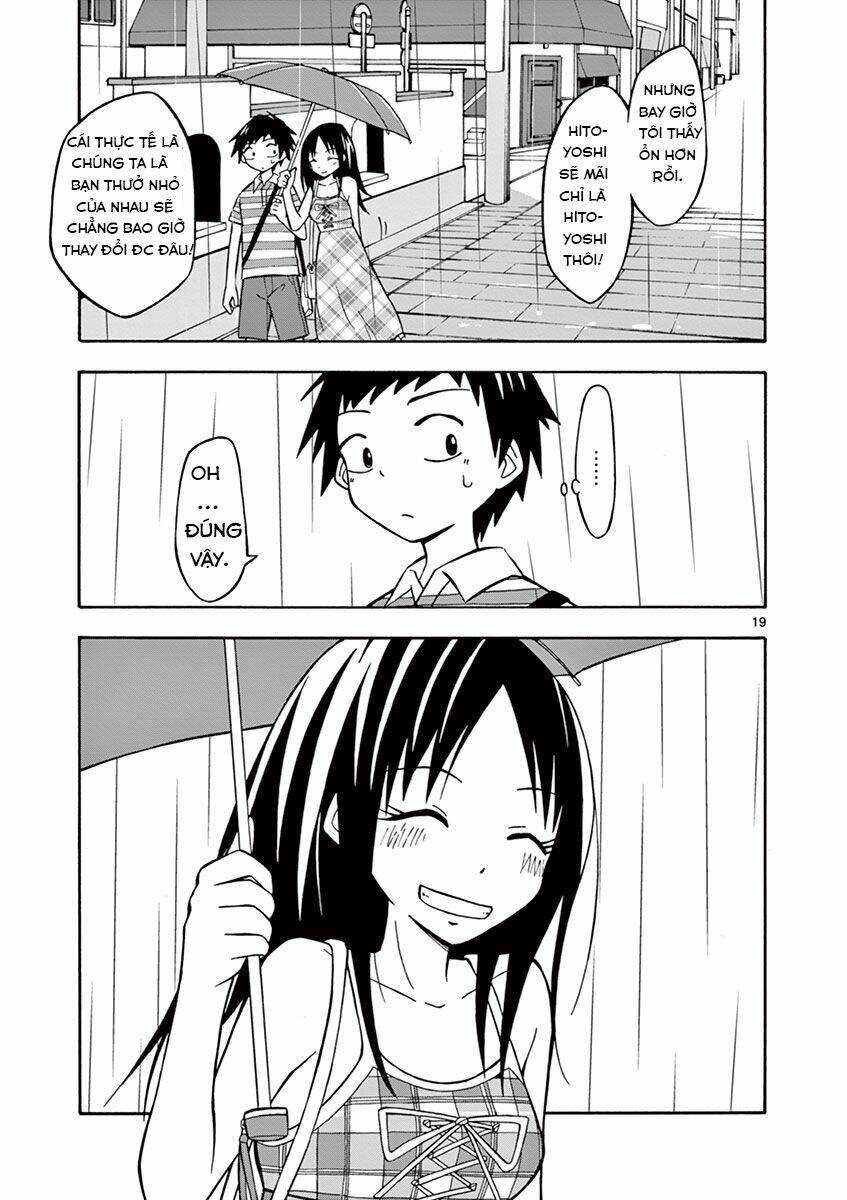 NHƯNG
BAY GIỜ
TÔI THẤY
ỔN HƠN
RỒI.
HITO-
YOSHI
SẼ MÃI
CHỈ LÀ
HITO-
YOSHI
THÔI!
CÁI THỰC TẾ LÀ
CHÚNG TA LÀ
BẠN THUỞ NHỎ
CỦA NHAU SẼ
CHẲNG BAO GIỜ
THAY ĐỔI ĐC ĐÂU!
......
OH
...
ĐÚNG
VẬY.
19